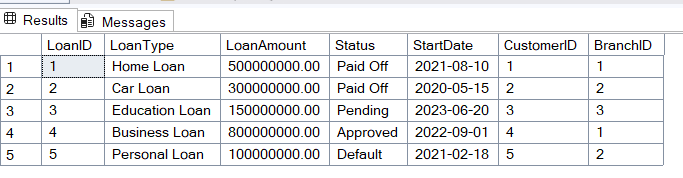 Results Messages
LoanID LoanType LoanAmount Status StartDate CustomerID BranchID
1 1 Home Loan 500000000.00 Paid Off 2021-08-10 1 1
2 2 Car Loan 300000000.00 Paid Off 2020-05-15 2 2
3 3 Education Loan 150000000.00 Pending 2023-06-20 3 3
4 4 Business Loan 800000000.00 Approved 2022-09-01 4 1
5 5 Personal Loan 100000000.00 Default 2021-02-18 5 2